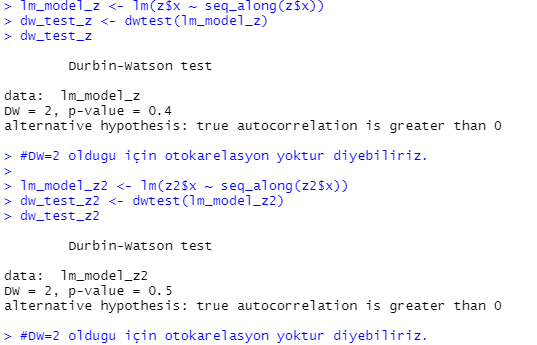 > lm_model_z <- lm(z$x ~ seq_along(z$x))
> dw_test_z <- dwtest(lm_model_z)
> dw_test_z
Durbin-Watson test
data: lm_model_z
DW = 2, p-value = 0.4
alternative hypothesis: true autocorrelation is greater than 0
> #DW=2 oldugu için otokarelasyon yoktur diyebiliriz.
>
> lm_model_z2 <- lm(z2$x ~ seq_along(z2$x))
> dw_test_z2 <- dwtest(lm_model_z2)
> dw_test_z2
Durbin-Watson test
data: lm_model_z2
DW = 2, p-value = 0.5
alternative hypothesis: true autocorrelation is greater than 0
> #DW=2 oldugu için otokarelasyon yoktur diyebiliriz.